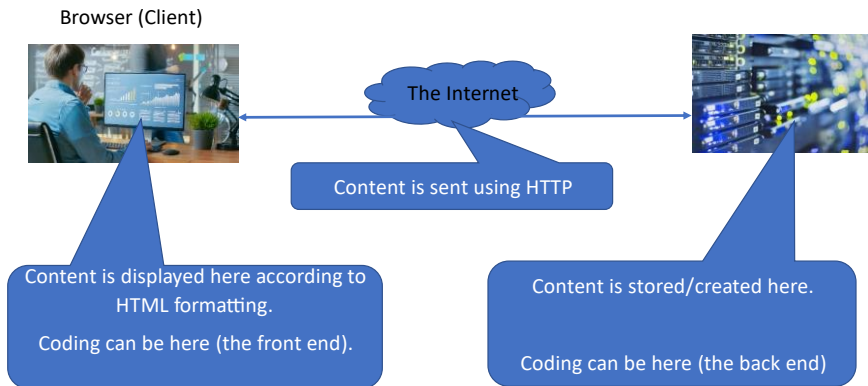 Browser (Client)
The Internet
Content is sent using HTTP
Content is displayed here according to
HTML formatting.
Coding can be here (the front end).
Content is stored/created here.
Coding can be here (the back end)